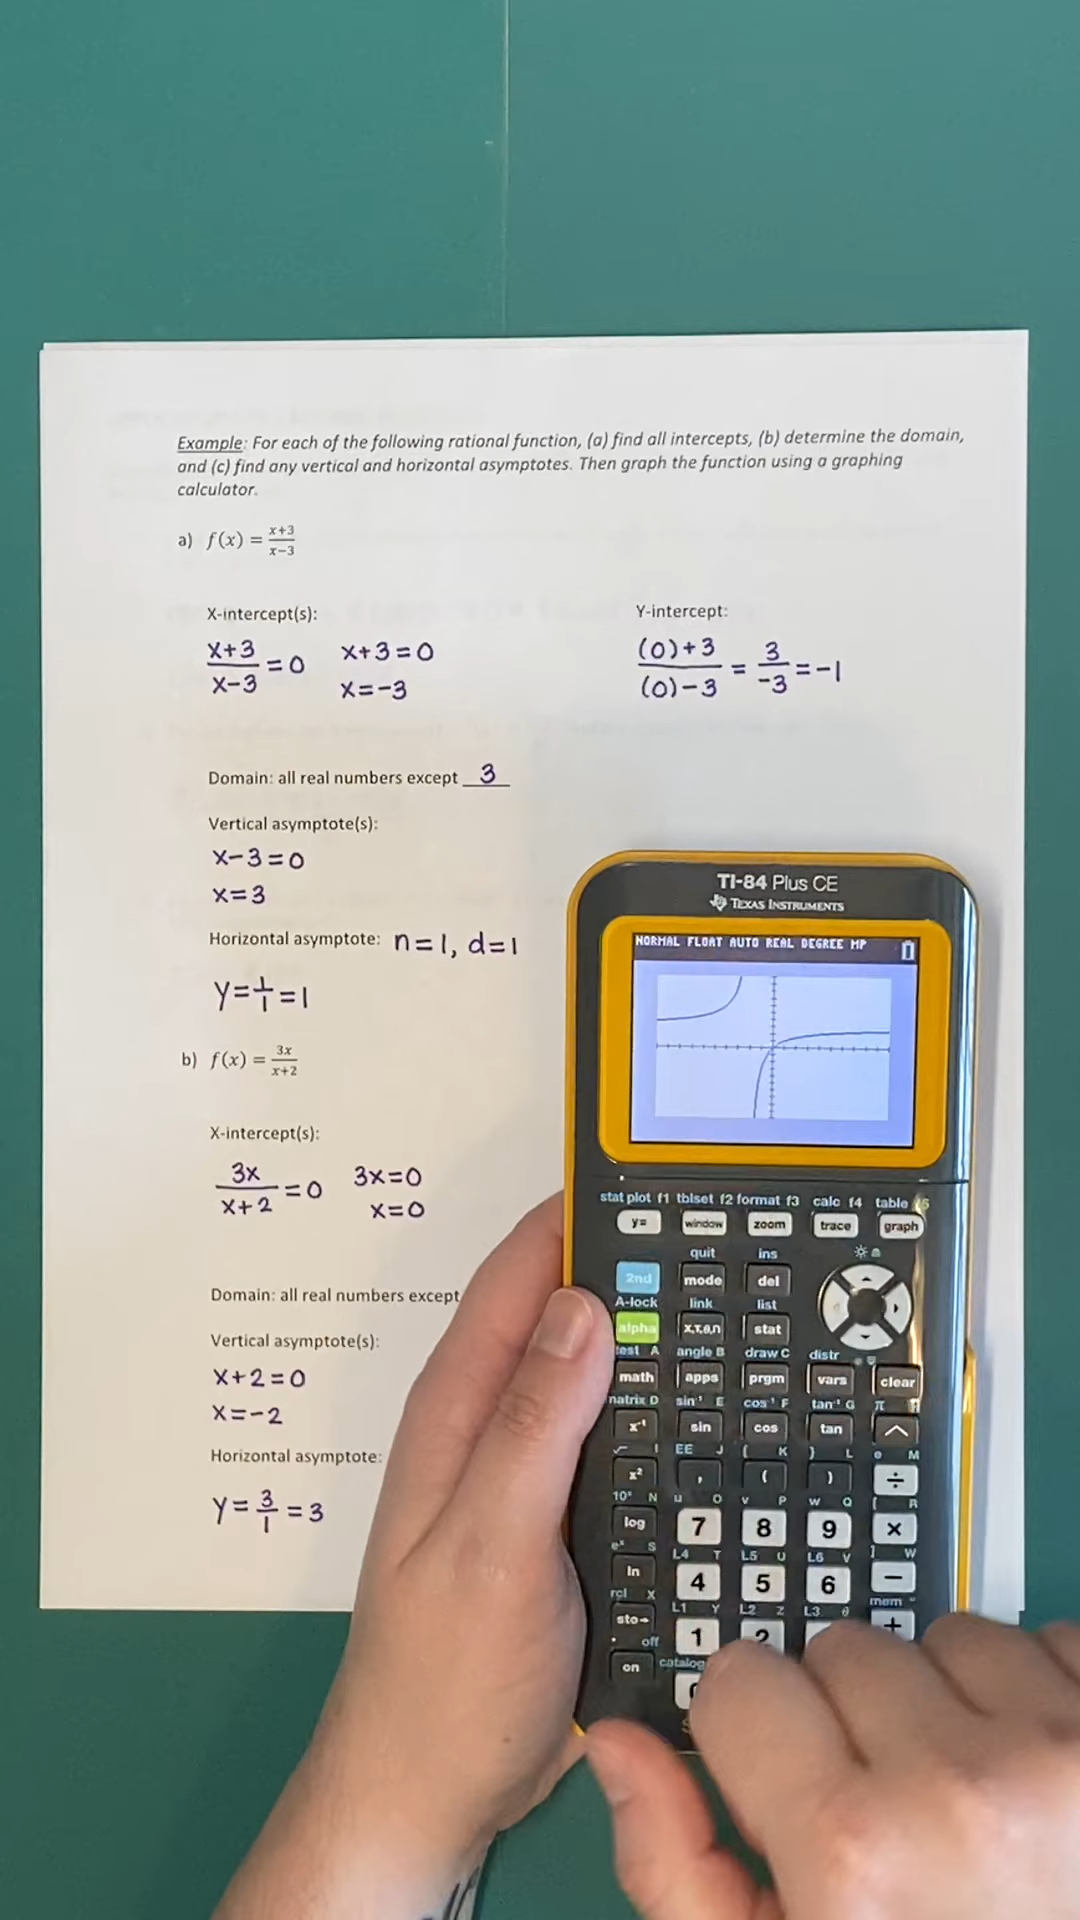 Example: For each of the following rational function, (a) find all intercepts, (b) determine the domain,
and (c) find any vertical and horizontal asymptotes. Then graph the function using a graphing
calculator.
a) f(x) = x+3/x−3
X-intercept(s):
Y-intercept:
x+3/x-3 = 0 x+3=0
x=-3
(0)+3/(0)-3 = 3/-3 = -1
Domain: all real numbers except 3
Vertical asymptote(s):
x-3=0
x=3
Horizontal asymptote: n=1, d=1
y=1/1=1
b) f(x) = 3x/x+2
X-intercept(s):
3x/x+2 = 0 3x=0
x=0
Domain: all real numbers except
Vertical asymptote(s):
x+2=0
x=-2
Horizontal asymptote:
y=3/1=3
TI-84 Plus CE
TEXAS INSTRUMENTS
NORMAL FLOAT AUTO REAL DEGREE MP
stat plot f1 tblset f2 format f3 calc f4 table
y= window zoom trace graph
quit ins
2nd mode del
A-lock link list
alpha X,T,θ,n stat
test A angle B draw C distr
math apps prgm vars clear
matrix D sin⁻¹ E cos⁻¹ F tan⁻¹ G π
x⁻¹ sin cos tan ^
√ I EE J { K } L e M
x² , ( ) ÷
10ˣ N u O v P w Q [ R
log 7 8 9 ×
eˣ S L4 T L5 U L6 V ] W
ln 4 5 6 −
rcl X L1 Y L2 Z L3 θ mem "
sto→ 1 2 +
off catalog
on